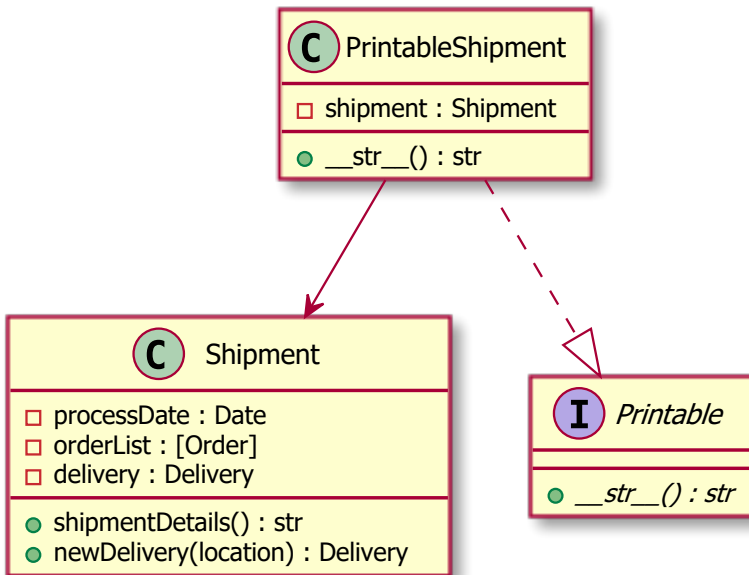 C PrintableShipment
shipment : Shipment
__str__() : str
C Shipment
processDate : Date
orderList : [Order]
delivery : Delivery
shipmentDetails() : str
newDelivery(location) : Delivery
I Printable
__str__() : str